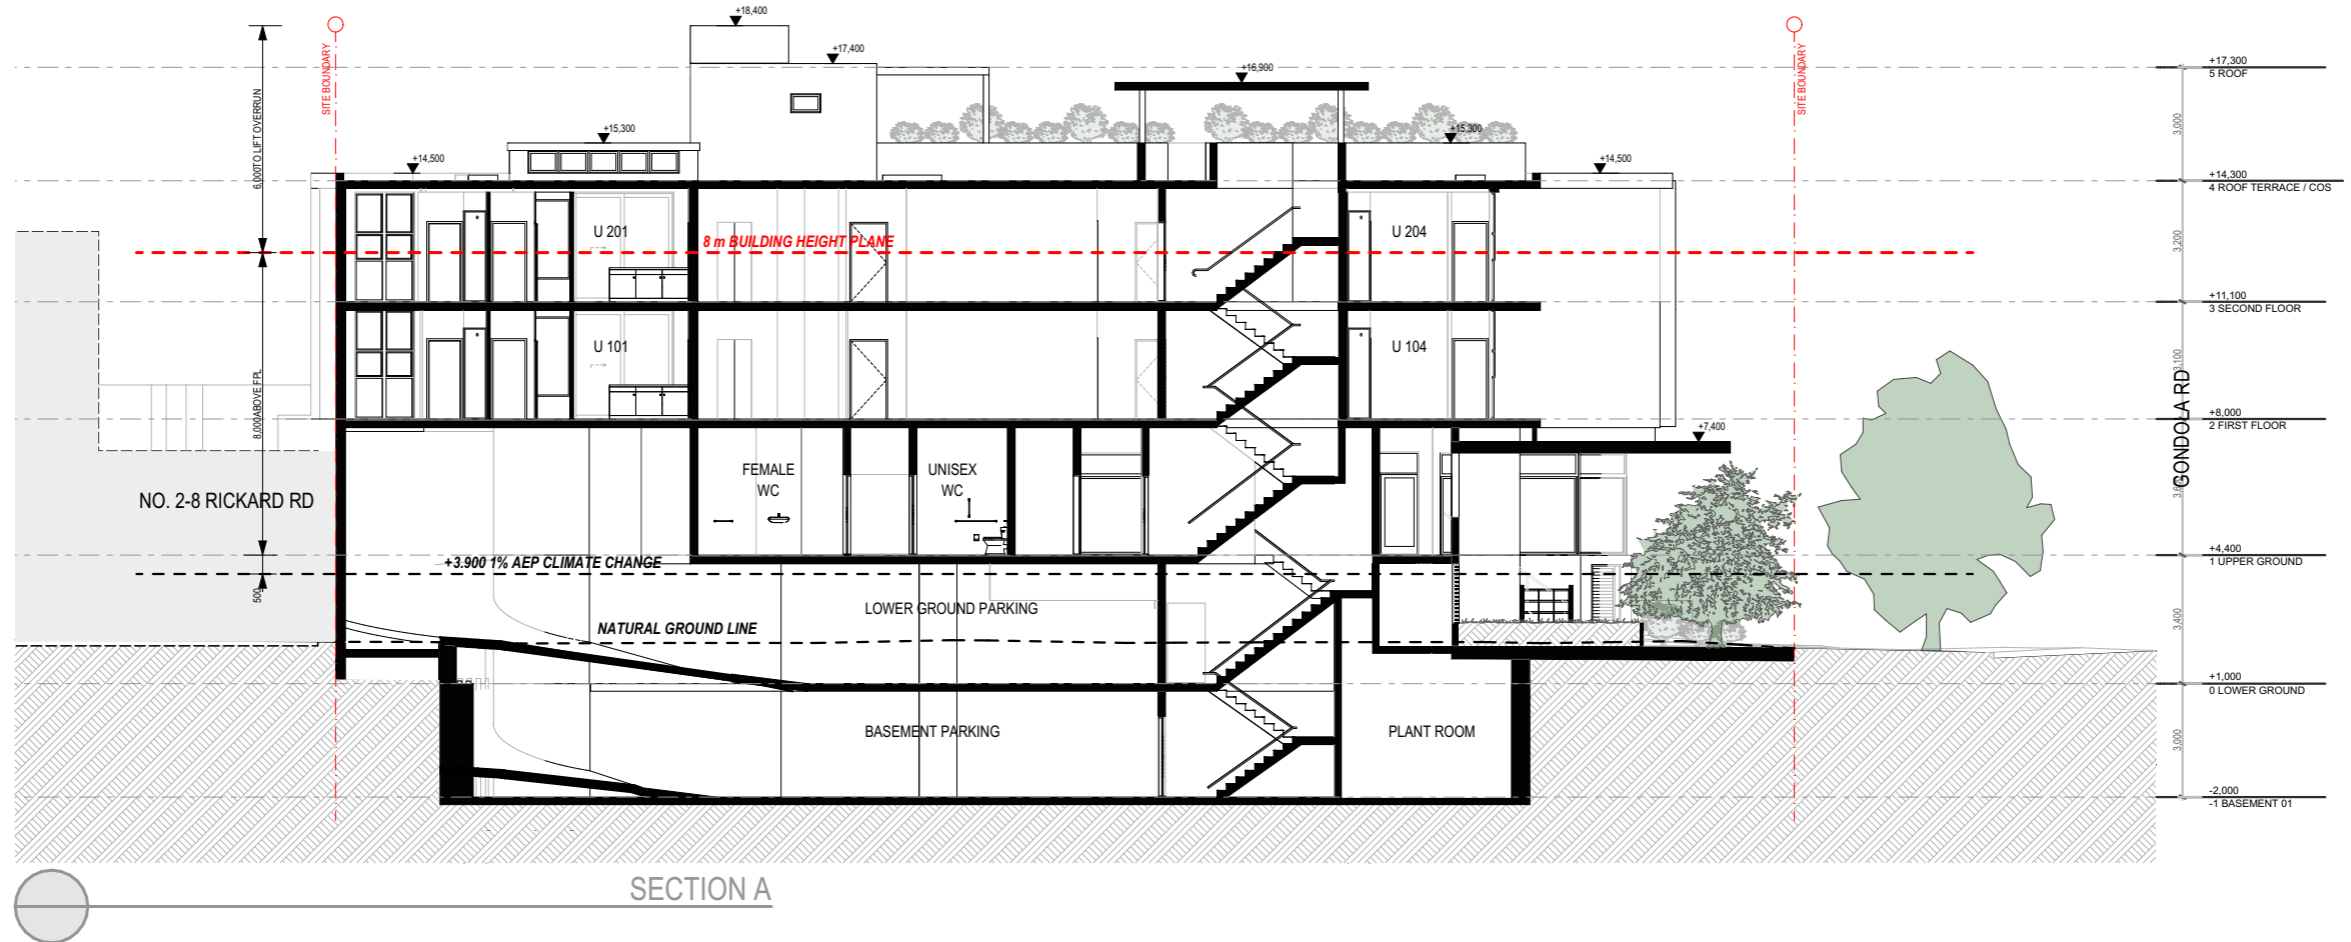 +18,400
+17,400
+16,900
+17,300
5 ROOF
SITE BOUNDARY
SITE BOUNDARY
6,000TO LIFT OVERRUN
3,000
+15,300
+15,300
+14,500
+14,500
+14,300
4 ROOF TERRACE / COS
U 201
8 m BUILDING HEIGHT PLANE
U 204
3,200
+11,100
3 SECOND FLOOR
U 101
U 104
3,100
8,000ABOVE FPL
GONDOLA RD
+8,000
2 FIRST FLOOR
+7,400
FEMALE
WC
UNISEX
WC
NO. 2-8 RICKARD RD
+3.900 1% AEP CLIMATE CHANGE
+4,400
1 UPPER GROUND
500
LOWER GROUND PARKING
NATURAL GROUND LINE
3,400
+1,000
0 LOWER GROUND
BASEMENT PARKING
PLANT ROOM
3,000
-2,000
-1 BASEMENT 01
SECTION A